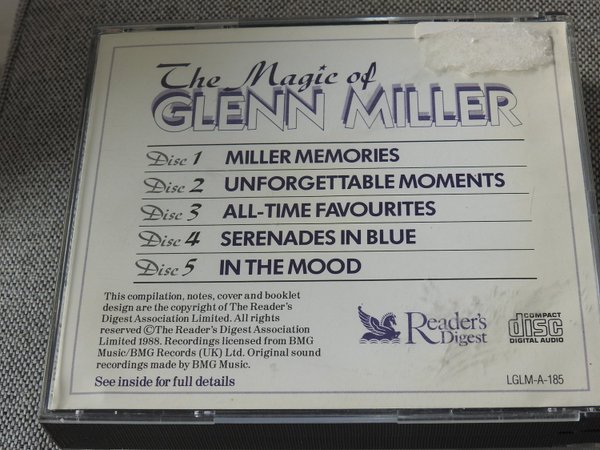 The Magic of
GLENN MILLER
Disc 1 MILLER MEMORIES
Disc 2 UNFORGETTABLE MOMENTS
Disc 3 ALL-TIME FAVOURITES
Disc 4 SERENADES IN BLUE
Disc 5 IN THE MOOD
This compilation, notes, cover and booklet
design are the copyright of The Reader's
Digest Association Limited. All rights
reserved ©The Reader's Digest Association
Limited 1988. Recordings licensed from BMG
Music/BMG Records (UK) Ltd. Original sound
recordings made by BMG Music.
See inside for full details
Reader's
Digest
COMPACT
disc
DIGITAL AUDIO
LGLM-A-185